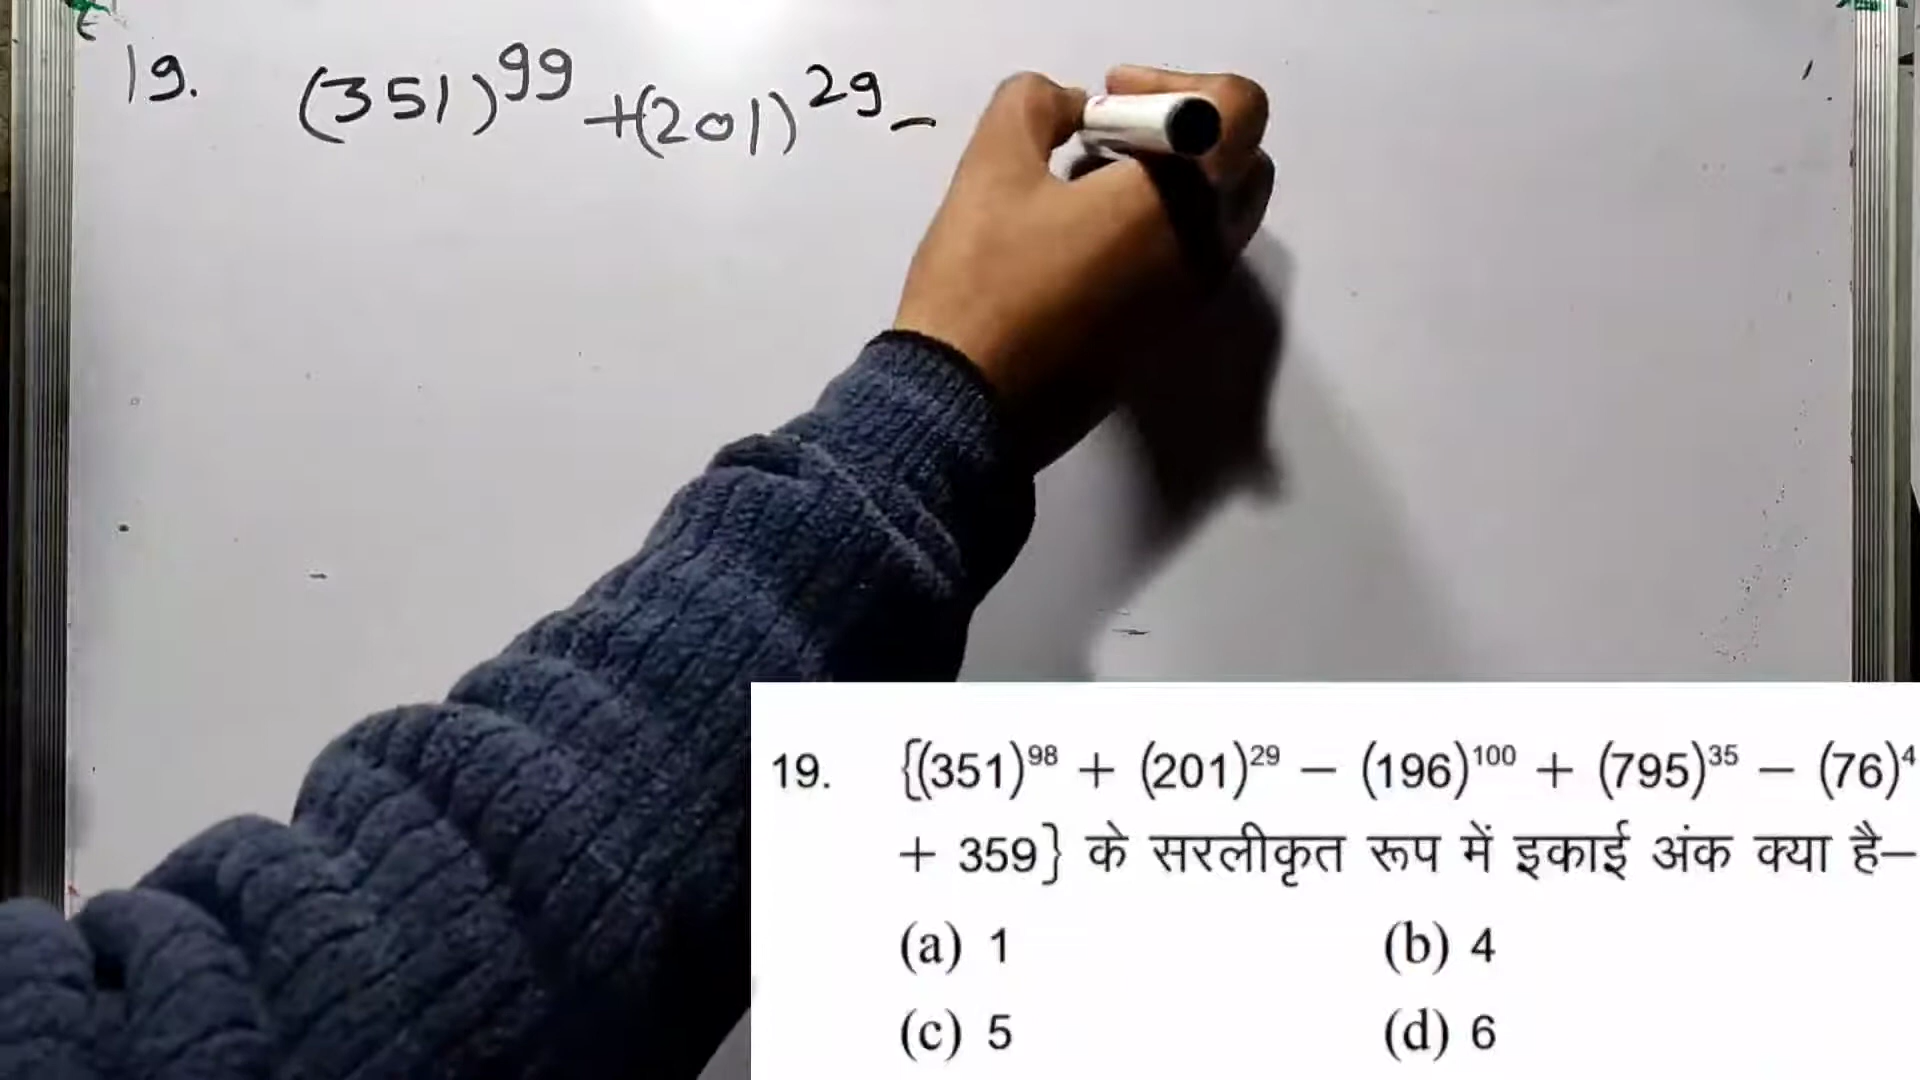 19. (351)^99 + (201)^29 -
19. {(351)^98 + (201)^29 − (196)^100 + (795)^35 − (76)^4
+ 359} के सरलीकृत रूप में इकाई अंक क्या है–
(a) 1 (b) 4
(c) 5 (d) 6